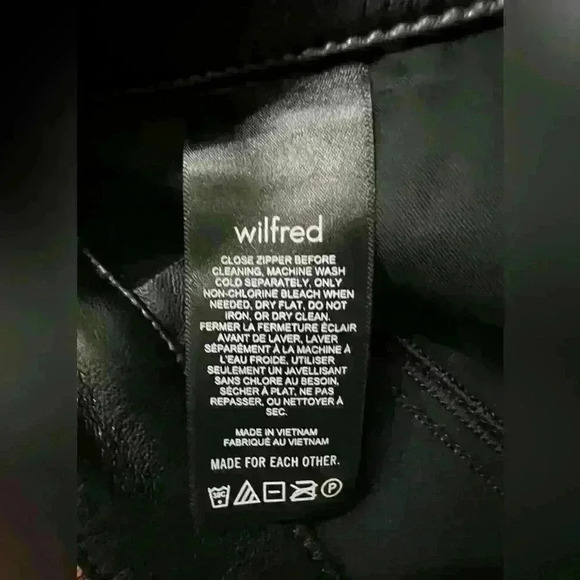 wilfred
CLOSE ZIPPER BEFORE
CLEANING, MACHINE WASH
COLD SEPARATELY, ONLY
NON-CHLORINE BLEACH WHEN
NEEDED, DRY FLAT, DO NOT
IRON, OR DRY CLEAN.
FERMER LA FERMETURE ÉCLAIR
AVANT DE LAVER, LAVER
SÉPARÉMENT À LA MACHINE À
L'EAU FROIDE, UTILISER
SEULEMENT UN JAVELLISANT
SANS CHLORE AU BESOIN,
SÉCHER À PLAT, NE PAS
REPASSER, OU NETTOYER À
SEC.
MADE IN VIETNAM
FABRIQUÉ AU VIETNAM
MADE FOR EACH OTHER.
30C P